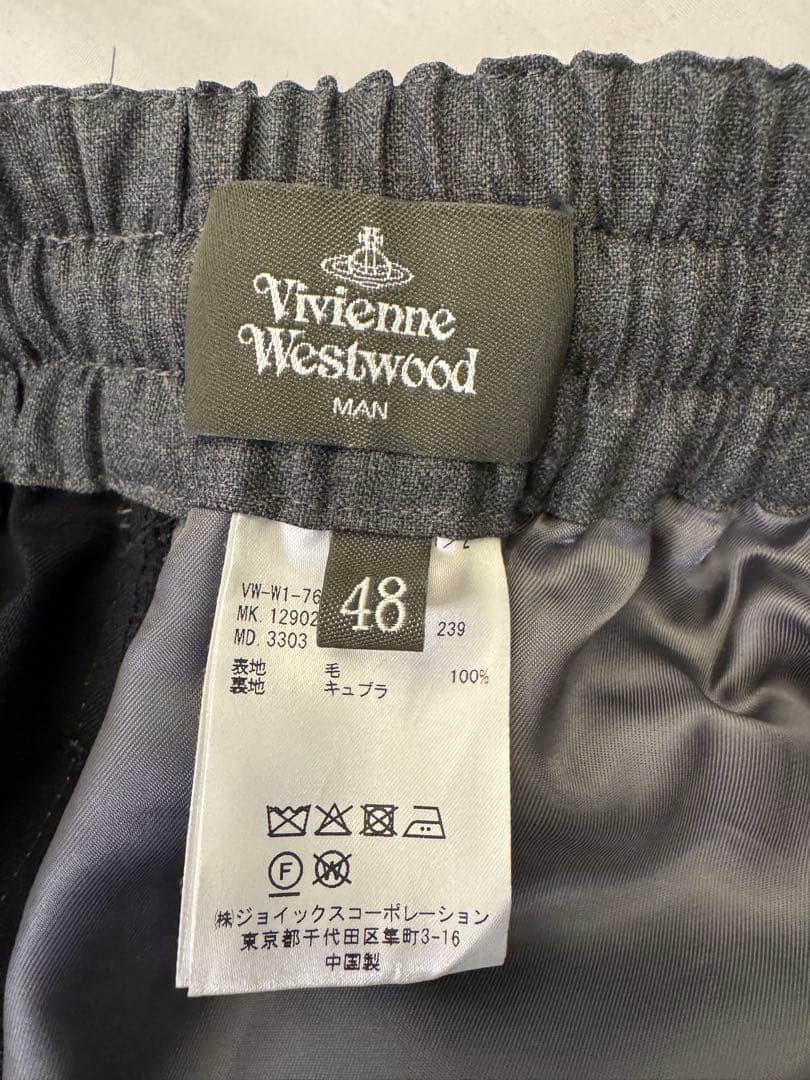 Vivienne
Westwood
MAN
48
VW-W1-76
MK. 12902
MD. 3303
239
表地 毛 100%
裏地 キュプラ
F
W
㈱ジョイックスコーポレーション
東京都千代田区隼町3-16
中国製